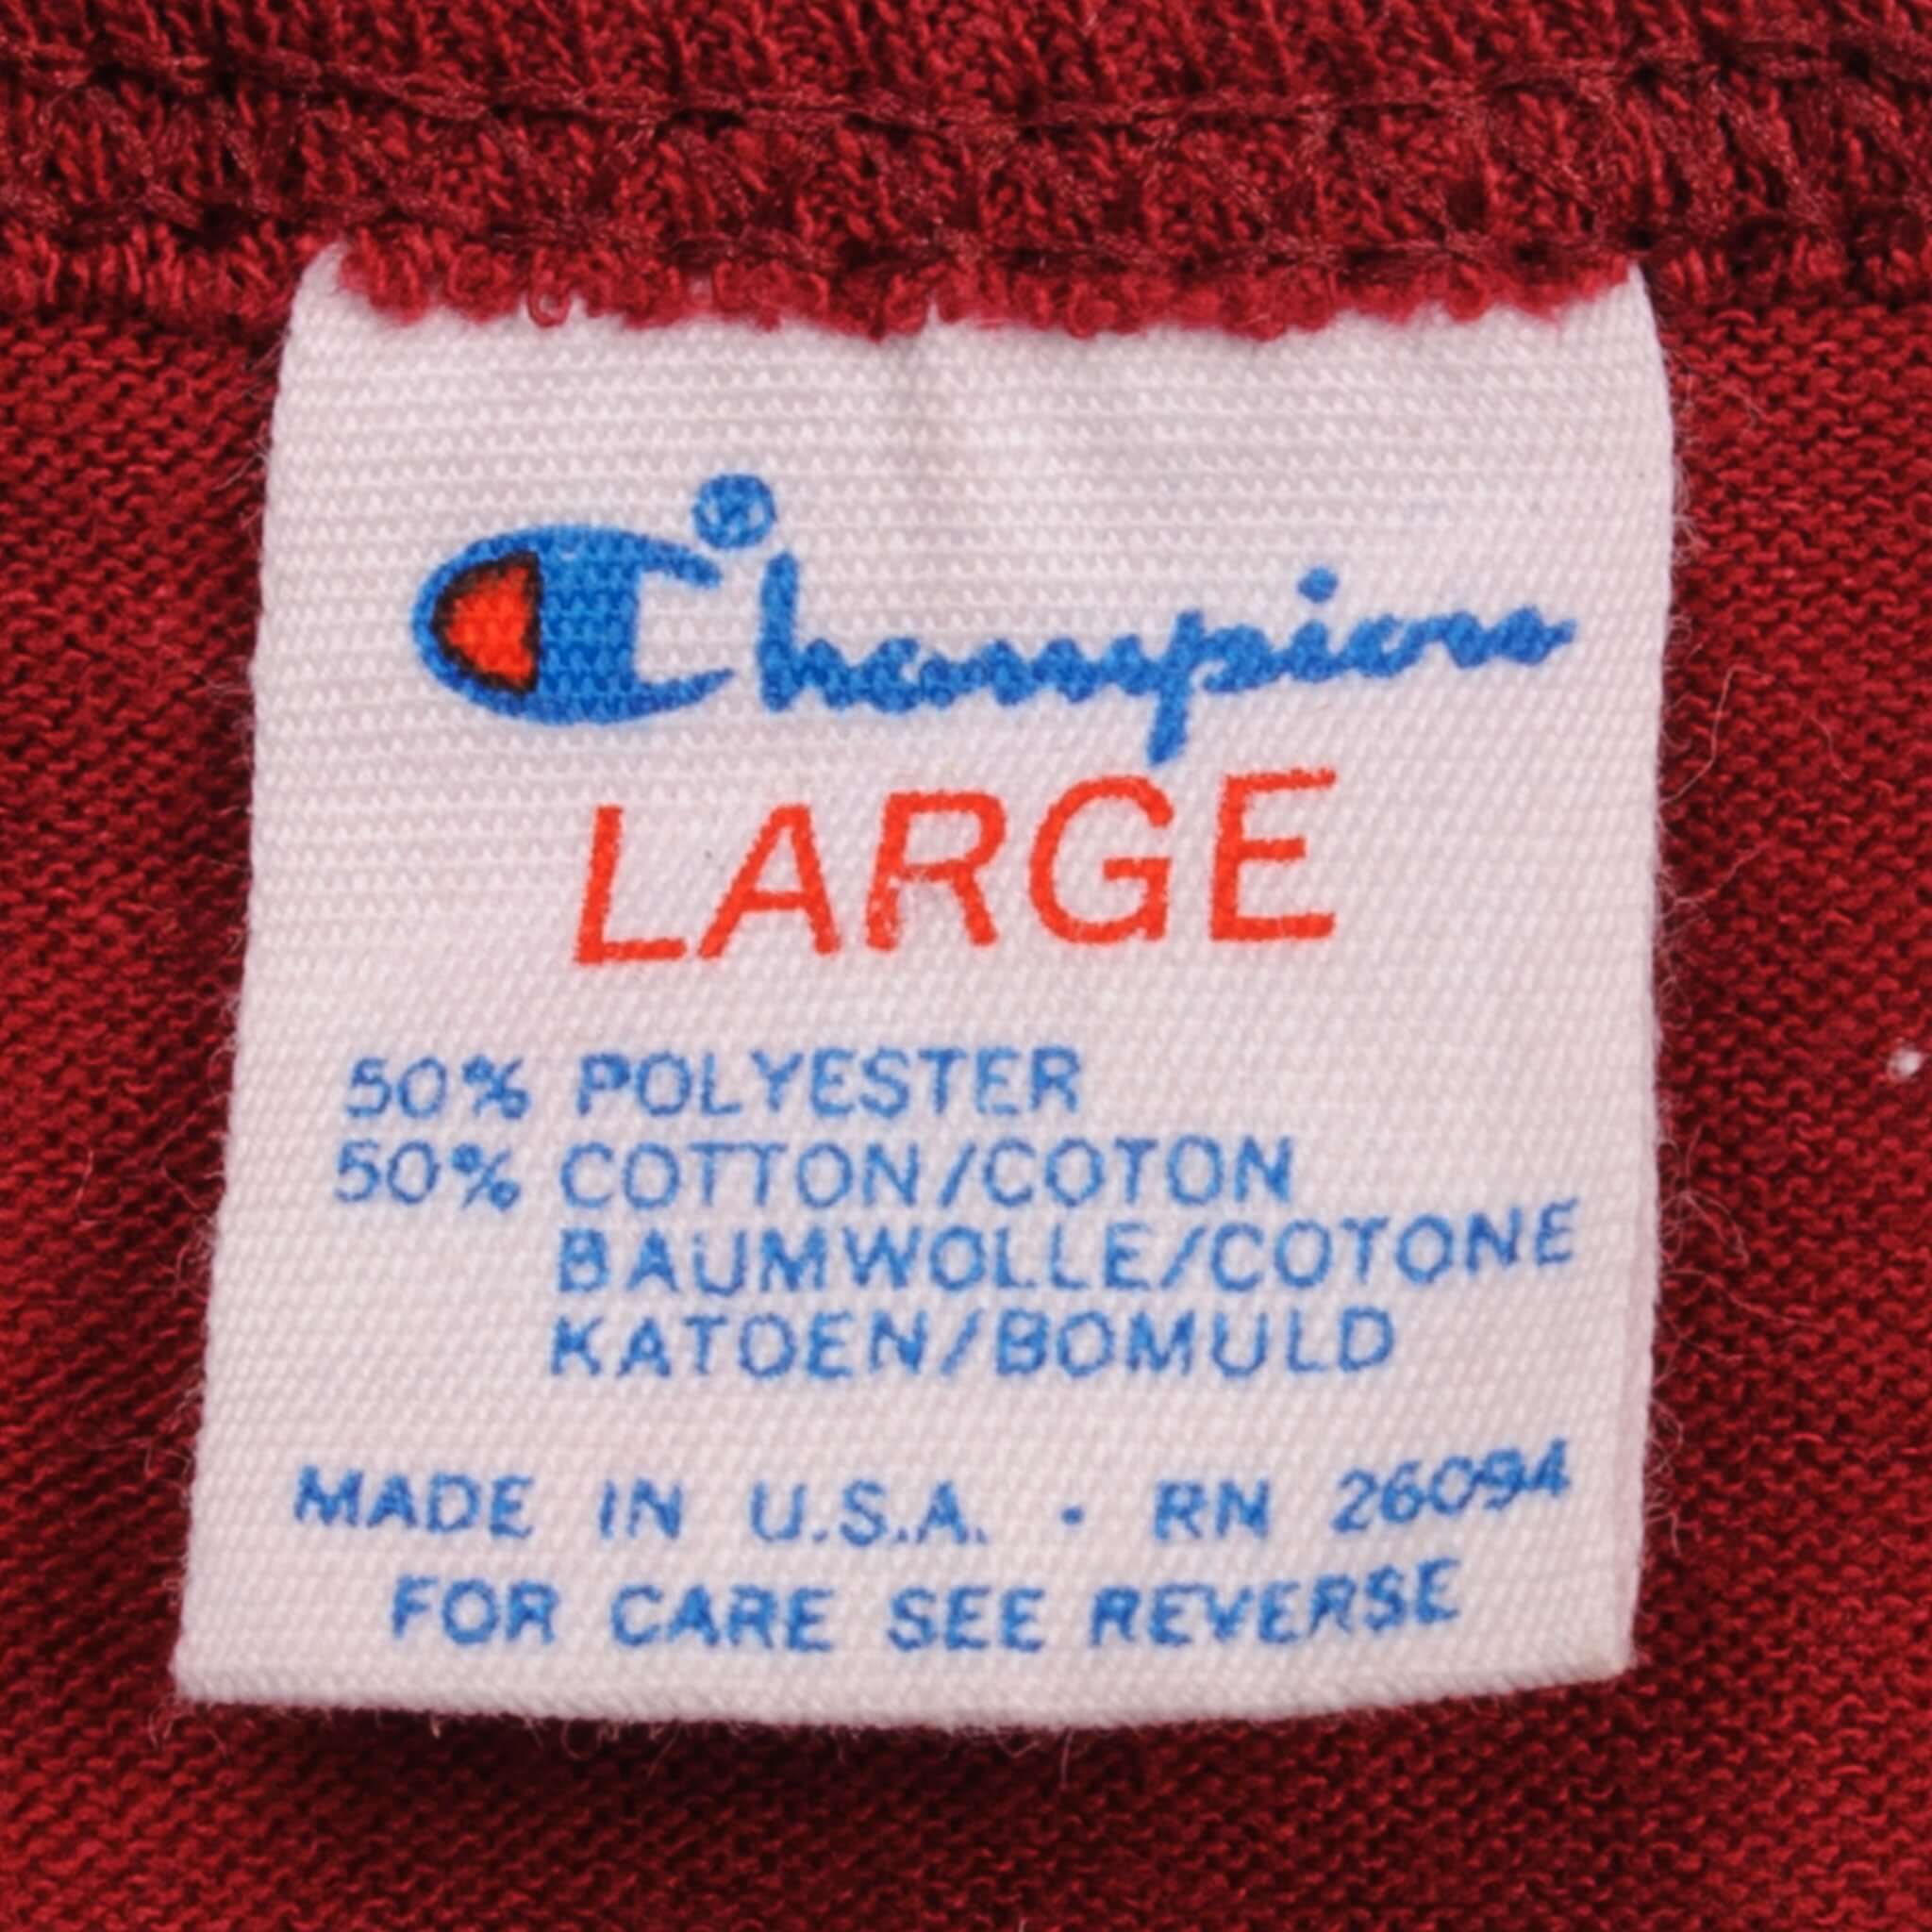 Champion
LARGE
50% POLYESTER
50% COTTON/COTON
BAUMWOLLE/COTONE
KATOEN/BOMULD
MADE IN U.S.A. - RN 26094
FOR CARE SEE REVERSE